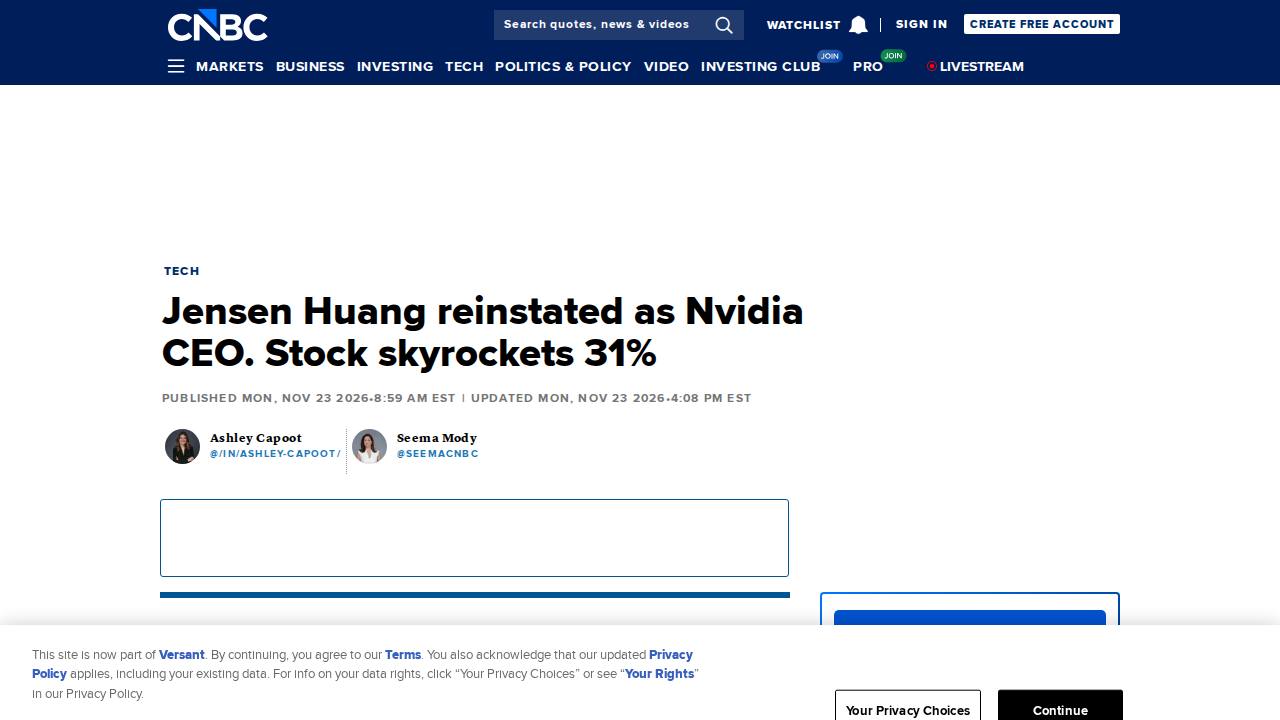 CNBC
Search quotes, news & videos
WATCHLIST
SIGN IN
CREATE FREE ACCOUNT
MARKETS BUSINESS INVESTING TECH POLITICS & POLICY VIDEO INVESTING CLUB JOIN PRO JOIN LIVESTREAM
TECH
Jensen Huang reinstated as Nvidia
CEO. Stock skyrockets 31%
PUBLISHED MON, NOV 23 2026•8:59 AM EST | UPDATED MON, NOV 23 2026•4:08 PM EST
Ashley Capoot
@/IN/ASHLEY-CAPOOT/
Seema Mody
@SEEMACNBC
This site is now part of Versant. By continuing, you agree to our Terms. You also acknowledge that our updated Privacy
Policy applies, including your existing data. For info on your data rights, click “Your Privacy Choices” or see “Your Rights”
in our Privacy Policy.
Your Privacy Choices
Continue